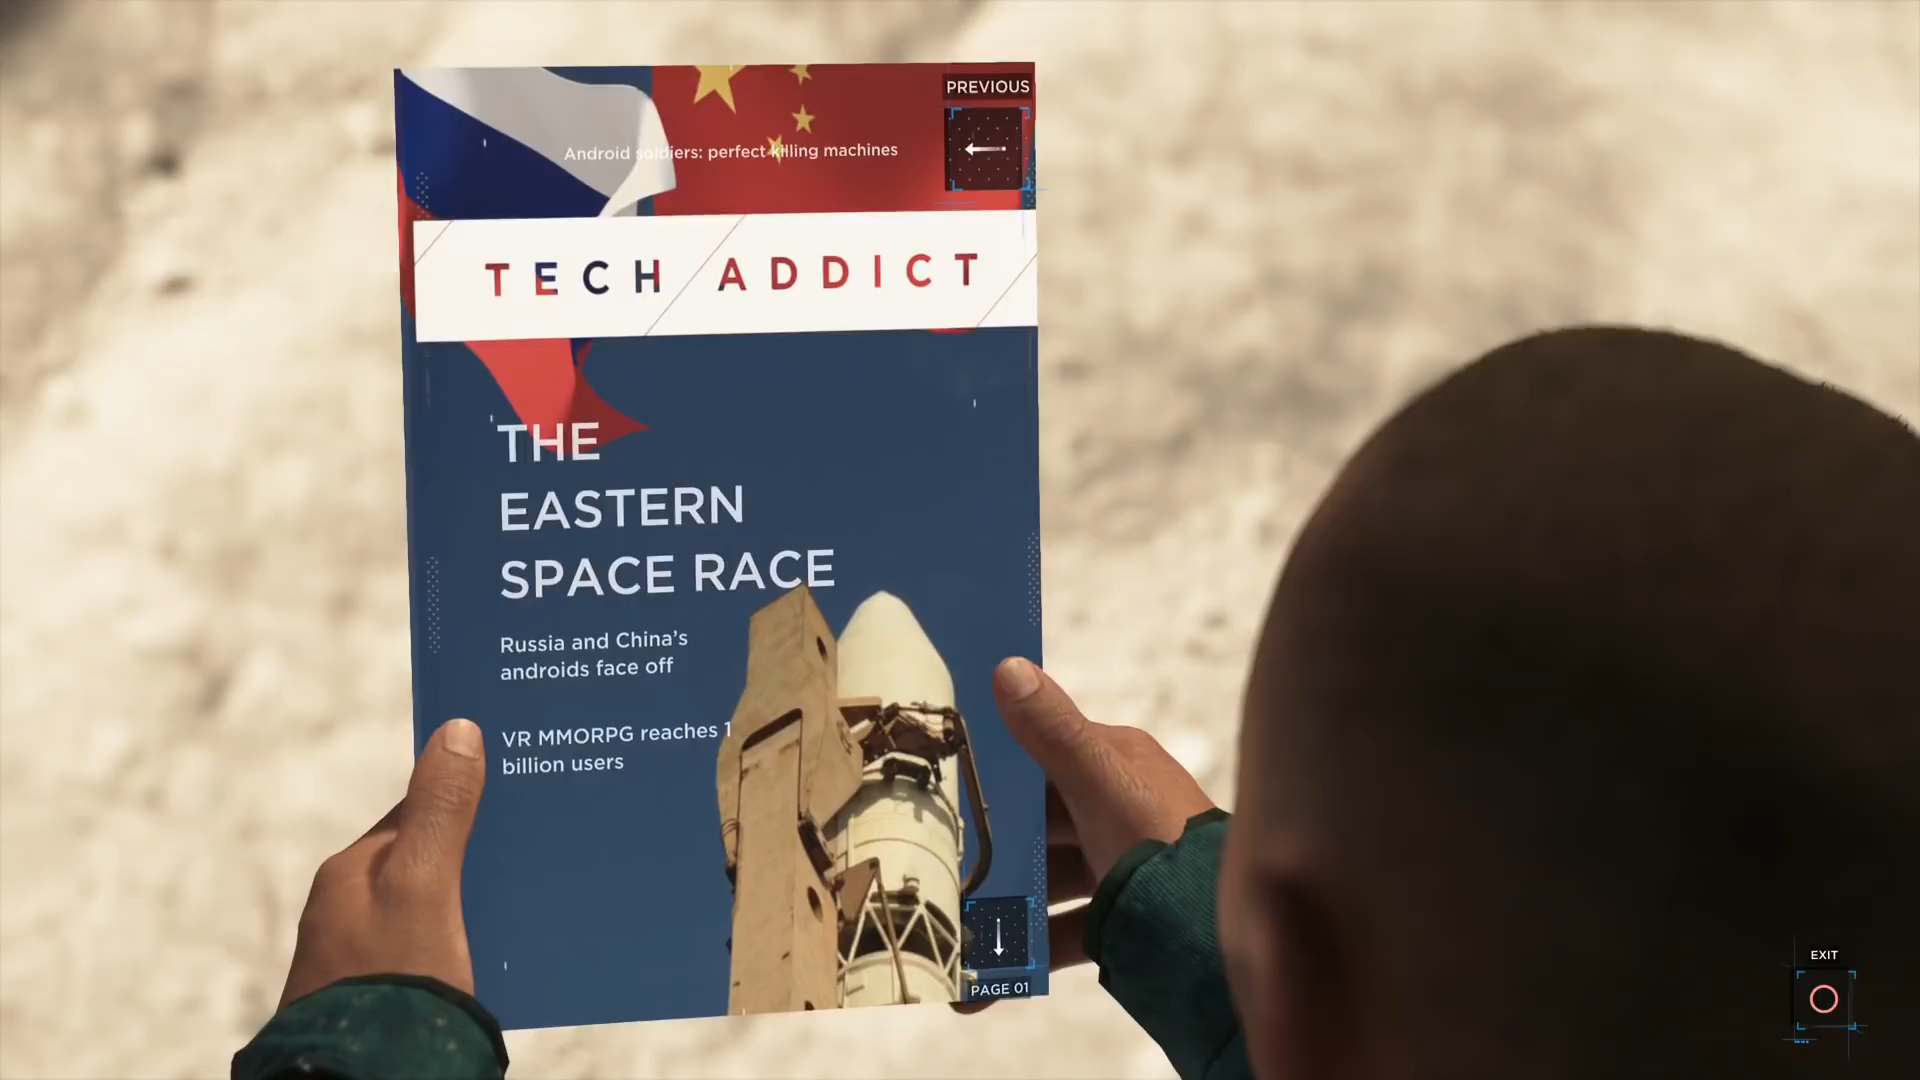 PREVIOUS
Android soldiers: perfect killing machines
TECH ADDICT
THE
EASTERN
SPACE RACE
Russia and China's
androids face off
VR MMORPG reaches 1
billion users
PAGE 01
EXIT